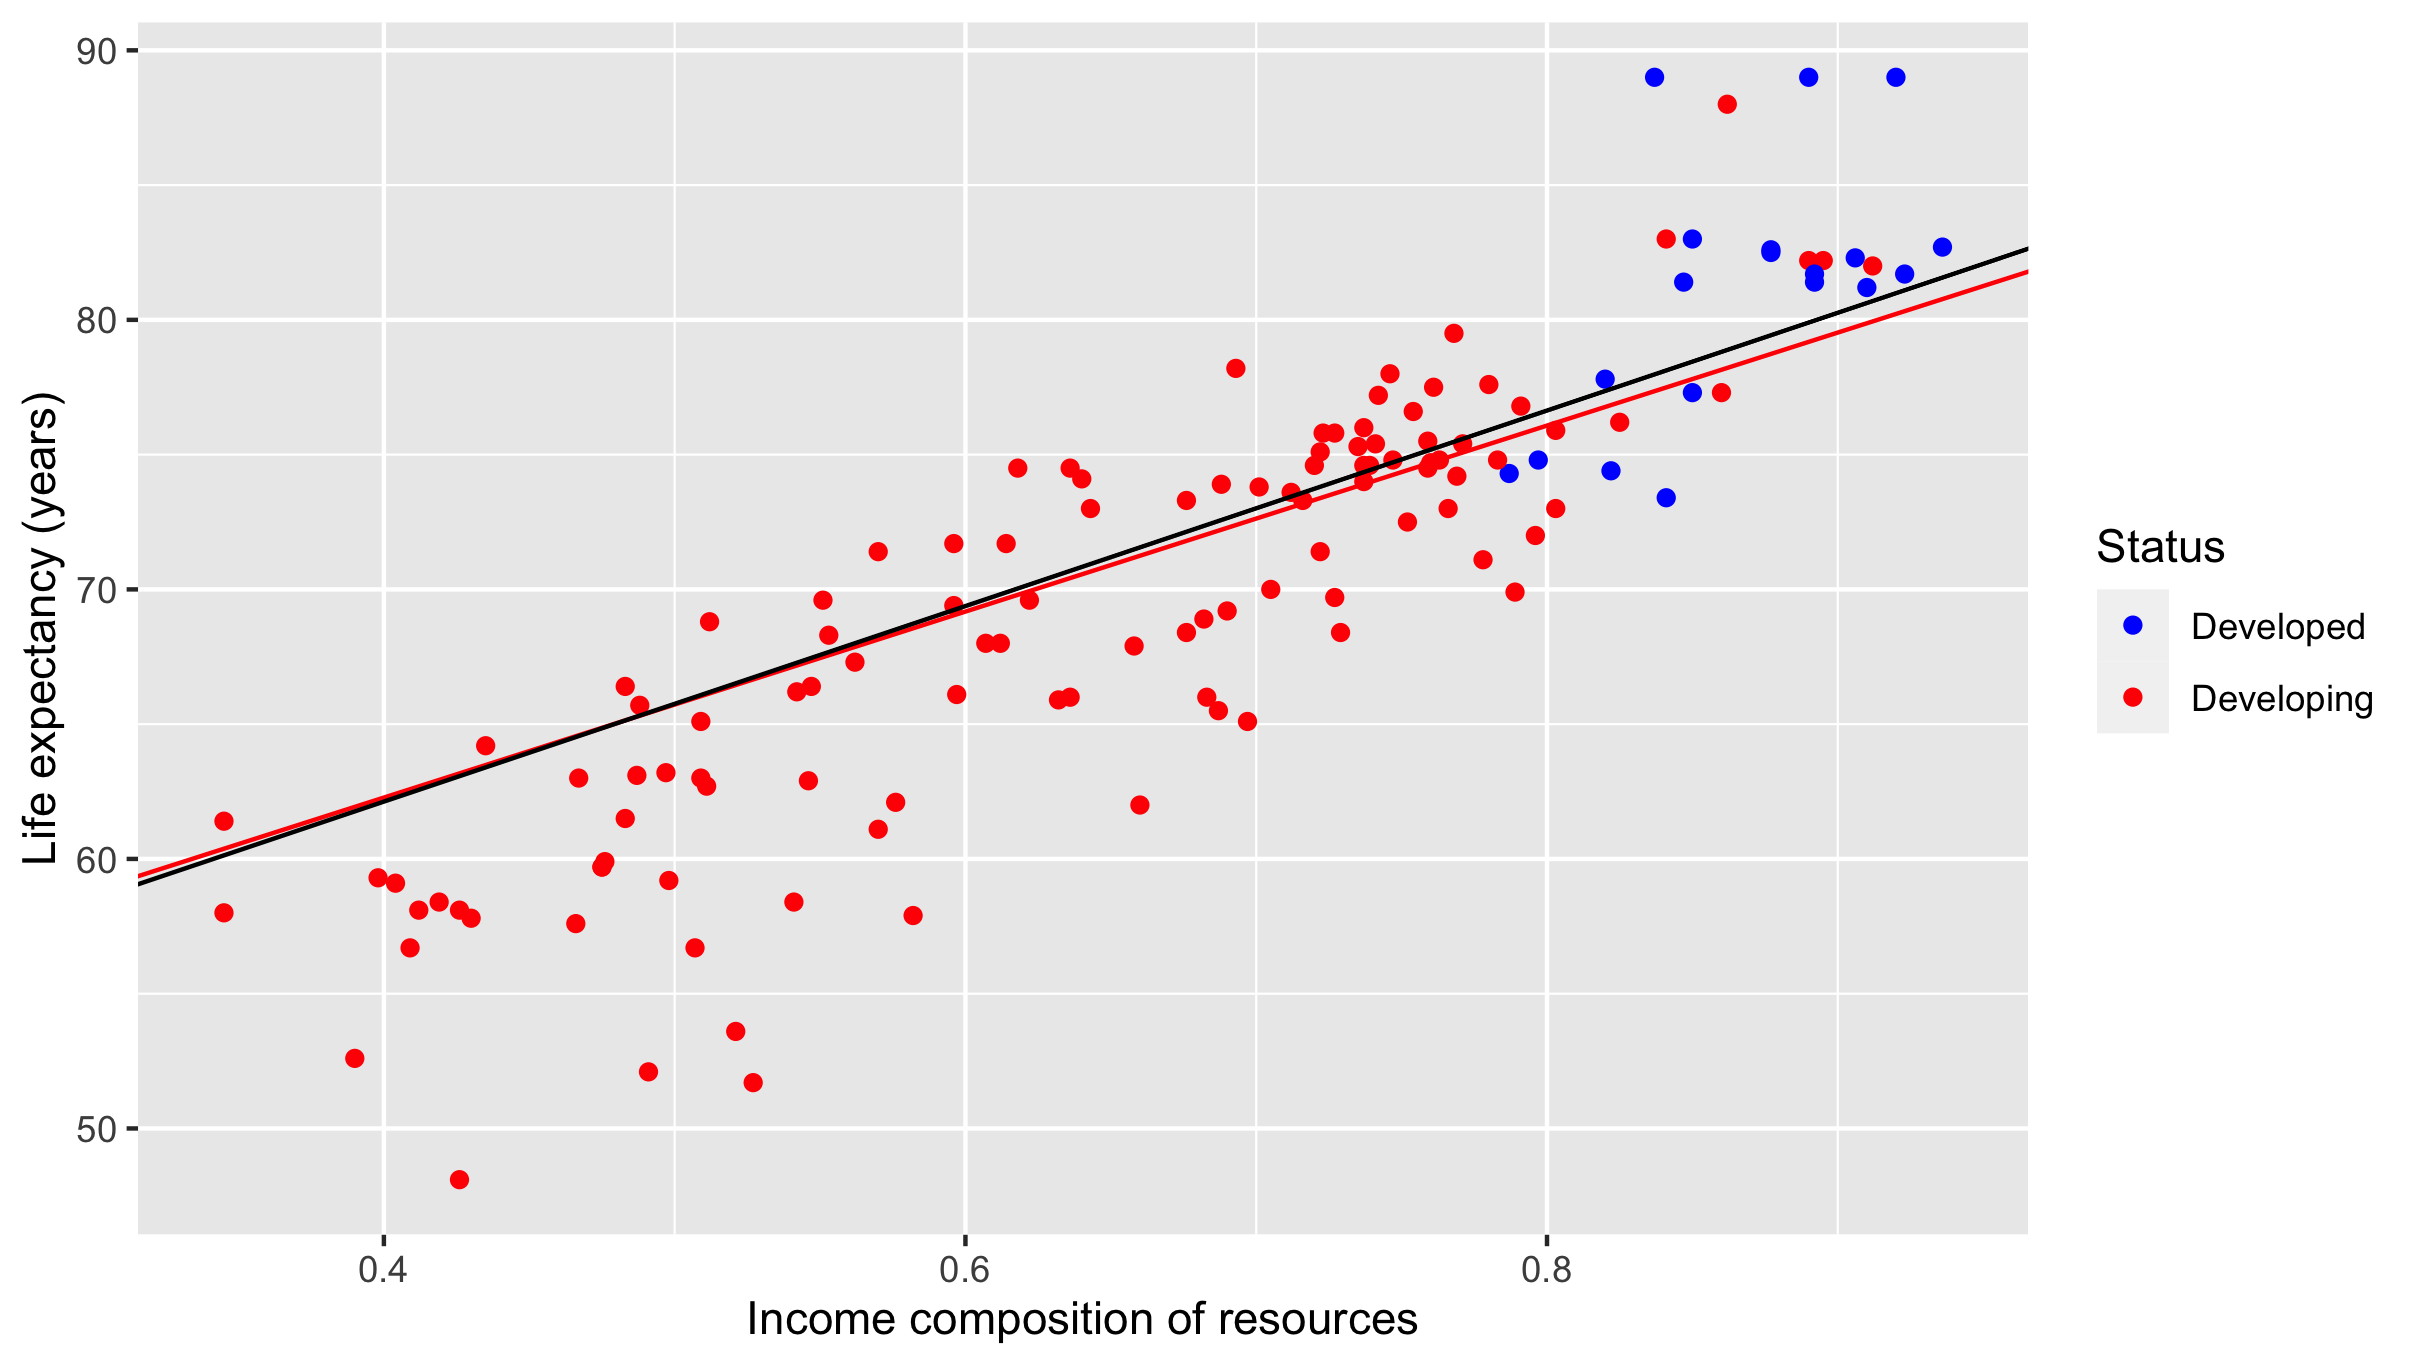 90
80
70
60
50
Life expectancy (years)
0.4 0.6 0.8
Income composition of resources
Status
Developed
Developing